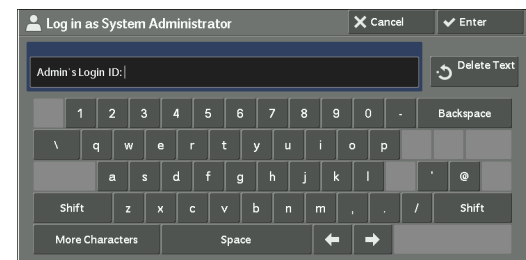 Log in as System Administrator Cancel Enter
Admin's Login ID: Delete Text
1 2 3 4 5 6 7 8 9 0 - Backspace
\ q w e r t y u i o p
a s d f g h j k l ' @
Shift z x c v b n m , . / Shift
More Characters Space